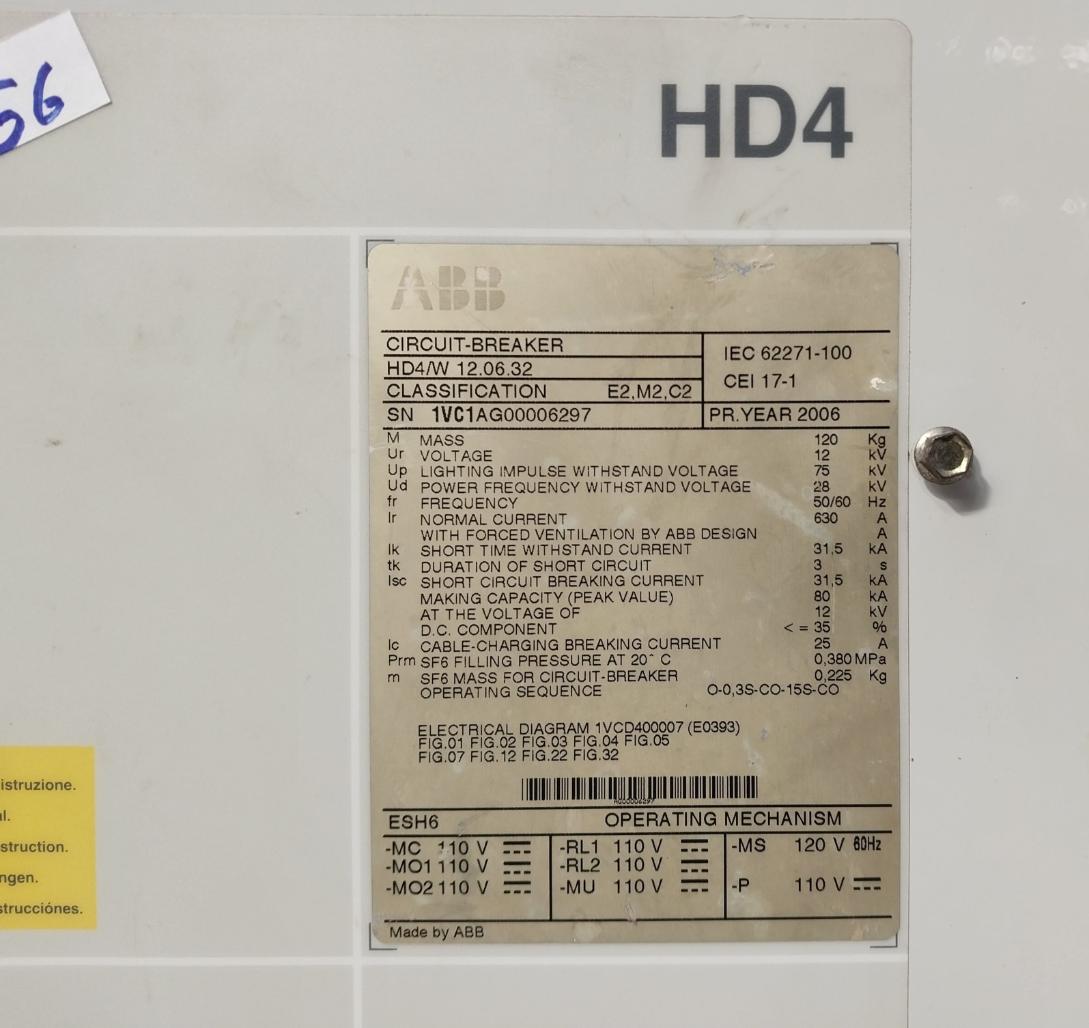 56
HD4
ABB
CIRCUIT-BREAKER
HD4/W 12.06.32
IEC 62271-100
CEI 17-1
CLASSIFICATION E2,M2,C2
SN 1VC1AG00006297 PR.YEAR 2006
M MASS 120 Kg
Ur VOLTAGE 12 kV
Up LIGHTING IMPULSE WITHSTAND VOLTAGE 75 kV
Ud POWER FREQUENCY WITHSTAND VOLTAGE 28 kV
fr FREQUENCY 50/60 Hz
Ir NORMAL CURRENT 630 A
WITH FORCED VENTILATION BY ABB DESIGN A
Ik SHORT TIME WITHSTAND CURRENT 31,5 kA
tk DURATION OF SHORT CIRCUIT 3 s
Isc SHORT CIRCUIT BREAKING CURRENT 31,5 kA
MAKING CAPACITY (PEAK VALUE) 80 kA
AT THE VOLTAGE OF 12 kV
D.C. COMPONENT <= 35 %
Ic CABLE-CHARGING BREAKING CURRENT 25 A
Prm SF6 FILLING PRESSURE AT 20° C 0,380 MPa
m SF6 MASS FOR CIRCUIT-BREAKER 0,225 Kg
OPERATING SEQUENCE O-0,3S-CO-15S-CO
ELECTRICAL DIAGRAM 1VCD400007 (E0393)
FIG.01 FIG.02 FIG.03 FIG.04 FIG.05
FIG.07 FIG.12 FIG.22 FIG.32
AG00006297
ESH6 OPERATING MECHANISM
-MC 110 V -RL1 110 V -MS 120 V 60Hz
-MO1 110 V -RL2 110 V
-MO2 110 V -MU 110 V -P 110 V
Made by ABB
istruzione.
al.
struction.
ngen.
strucciónes.